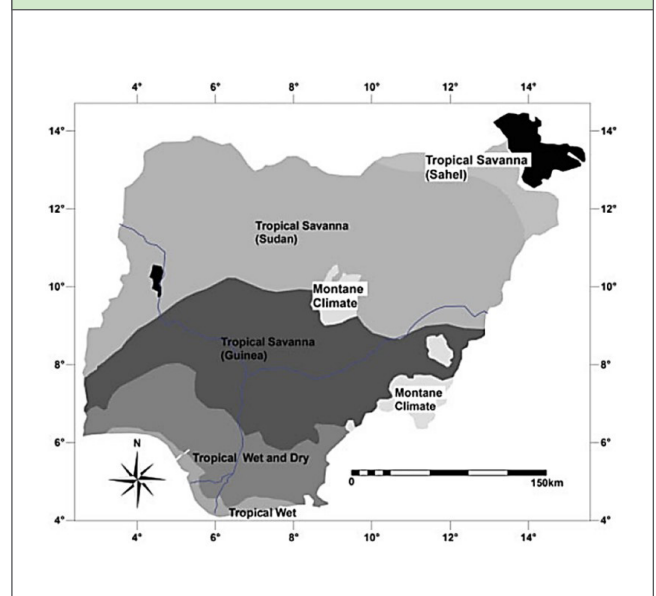 4° 6° 8° 10° 12° 14°
14° 14°
Tropical Savanna
(Sahel)
12° 12°
Tropical Savanna
(Sudan)
10° 10°
Montane
Climate
Tropical Savanna
(Guinea)
8° 8°
Montane
Climate
6° 6°
N
Tropical Wet and Dry
0 150km
Tropical Wet
4° 4°
4° 6° 8° 10° 12° 14°